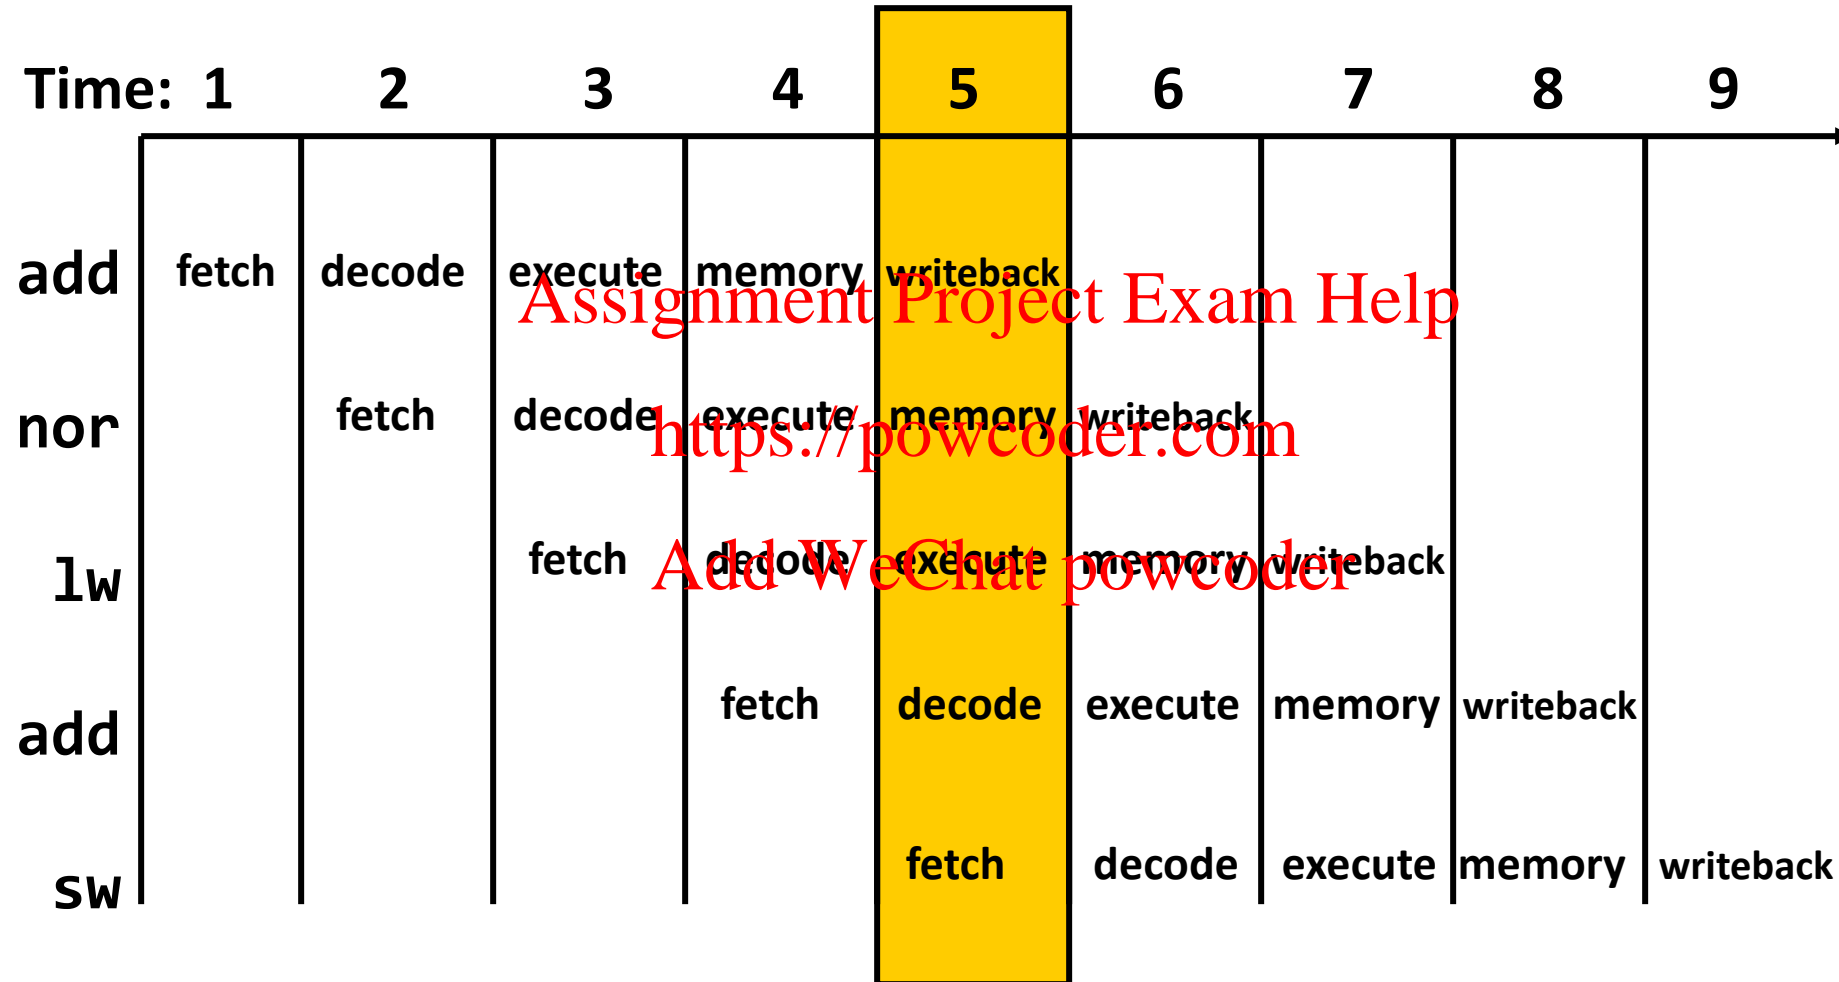 Time: 1 2 3 4 5 6 7 8 9
add fetch decode execute memory writeback
Assignment Project Exam Help
nor fetch decode execute memory writeback
https://powcoder.com
lw fetch decode execute memory writeback
Add WeChat powcoder
add fetch decode execute memory writeback
sw fetch decode execute memory writeback